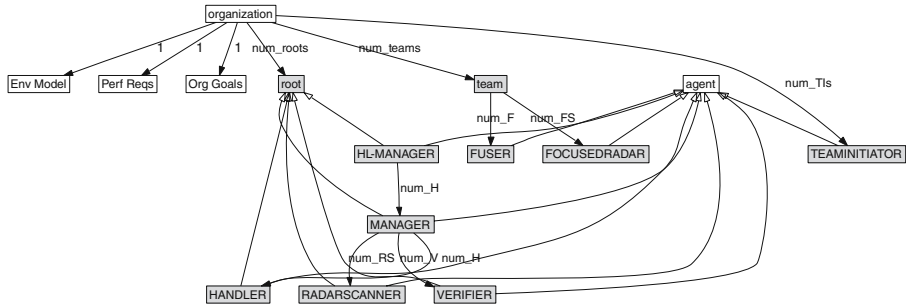 organization
1
1
1
num_roots
num_teams
num_TIs
Env Model
Perf Reqs
Org Goals
root
team
agent
num_F
num_FS
HL-MANAGER
FUSER
FOCUSEDRADAR
TEAMINITIATOR
num_H
MANAGER
num_RS
num_V
num_H
HANDLER
RADARSCANNER
VERIFIER